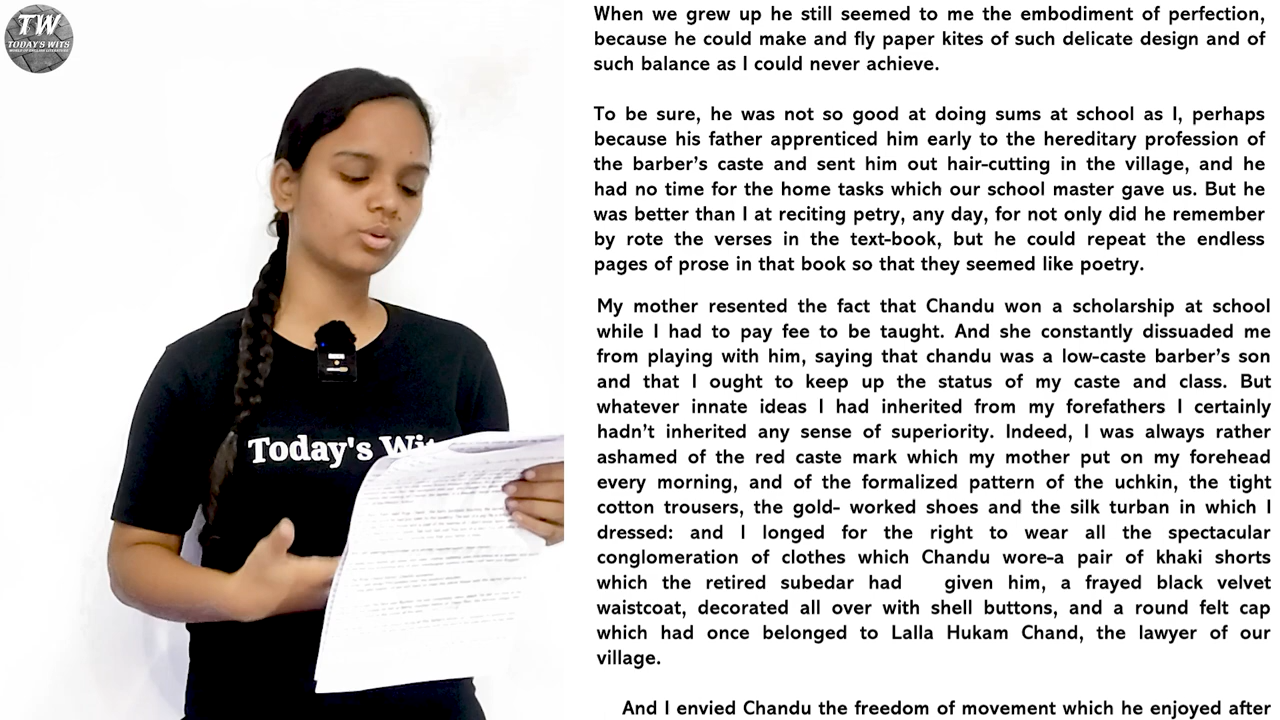 TW
TODAY'S WITS
Today's Wit
When we grew up he still seemed to me the embodiment of perfection,
because he could make and fly paper kites of such delicate design and of
such balance as I could never achieve.
To be sure, he was not so good at doing sums at school as I, perhaps
because his father apprenticed him early to the hereditary profession of
the barber's caste and sent him out hair-cutting in the village, and he
had no time for the home tasks which our school master gave us. But he
was better than I at reciting petry, any day, for not only did he remember
by rote the verses in the text-book, but he could repeat the endless
pages of prose in that book so that they seemed like poetry.
My mother resented the fact that Chandu won a scholarship at school
while I had to pay fee to be taught. And she constantly dissuaded me
from playing with him, saying that chandu was a low-caste barber's son
and that I ought to keep up the status of my caste and class. But
whatever innate ideas I had inherited from my forefathers I certainly
hadn't inherited any sense of superiority. Indeed, I was always rather
ashamed of the red caste mark which my mother put on my forehead
every morning, and of the formalized pattern of the uchkin, the tight
cotton trousers, the gold- worked shoes and the silk turban in which I
dressed: and I longed for the right to wear all the spectacular
conglomeration of clothes which Chandu wore-a pair of khaki shorts
which the retired subedar had given him, a frayed black velvet
waistcoat, decorated all over with shell buttons, and a round felt cap
which had once belonged to Lalla Hukam Chand, the lawyer of our
village.
And I envied Chandu the freedom of movement which he enjoyed after